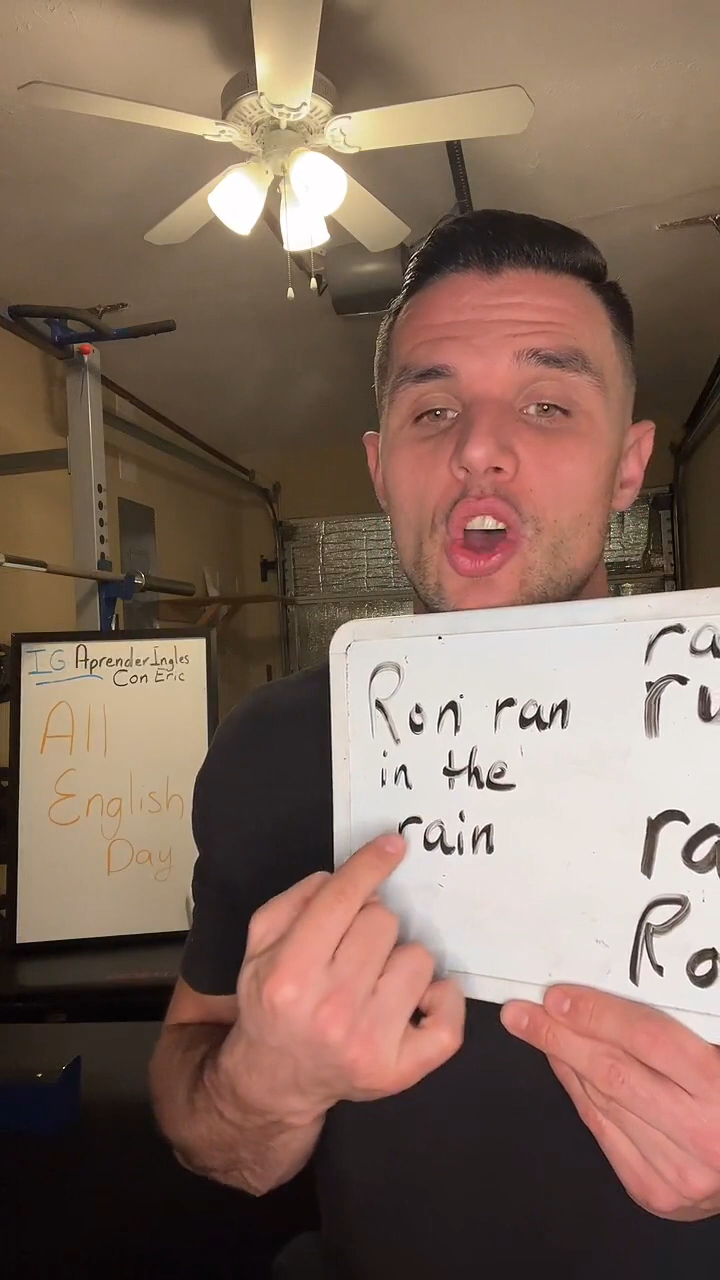 IG AprenderIngles
Con Eric
All
English
Day
Ron ran
in the
rain